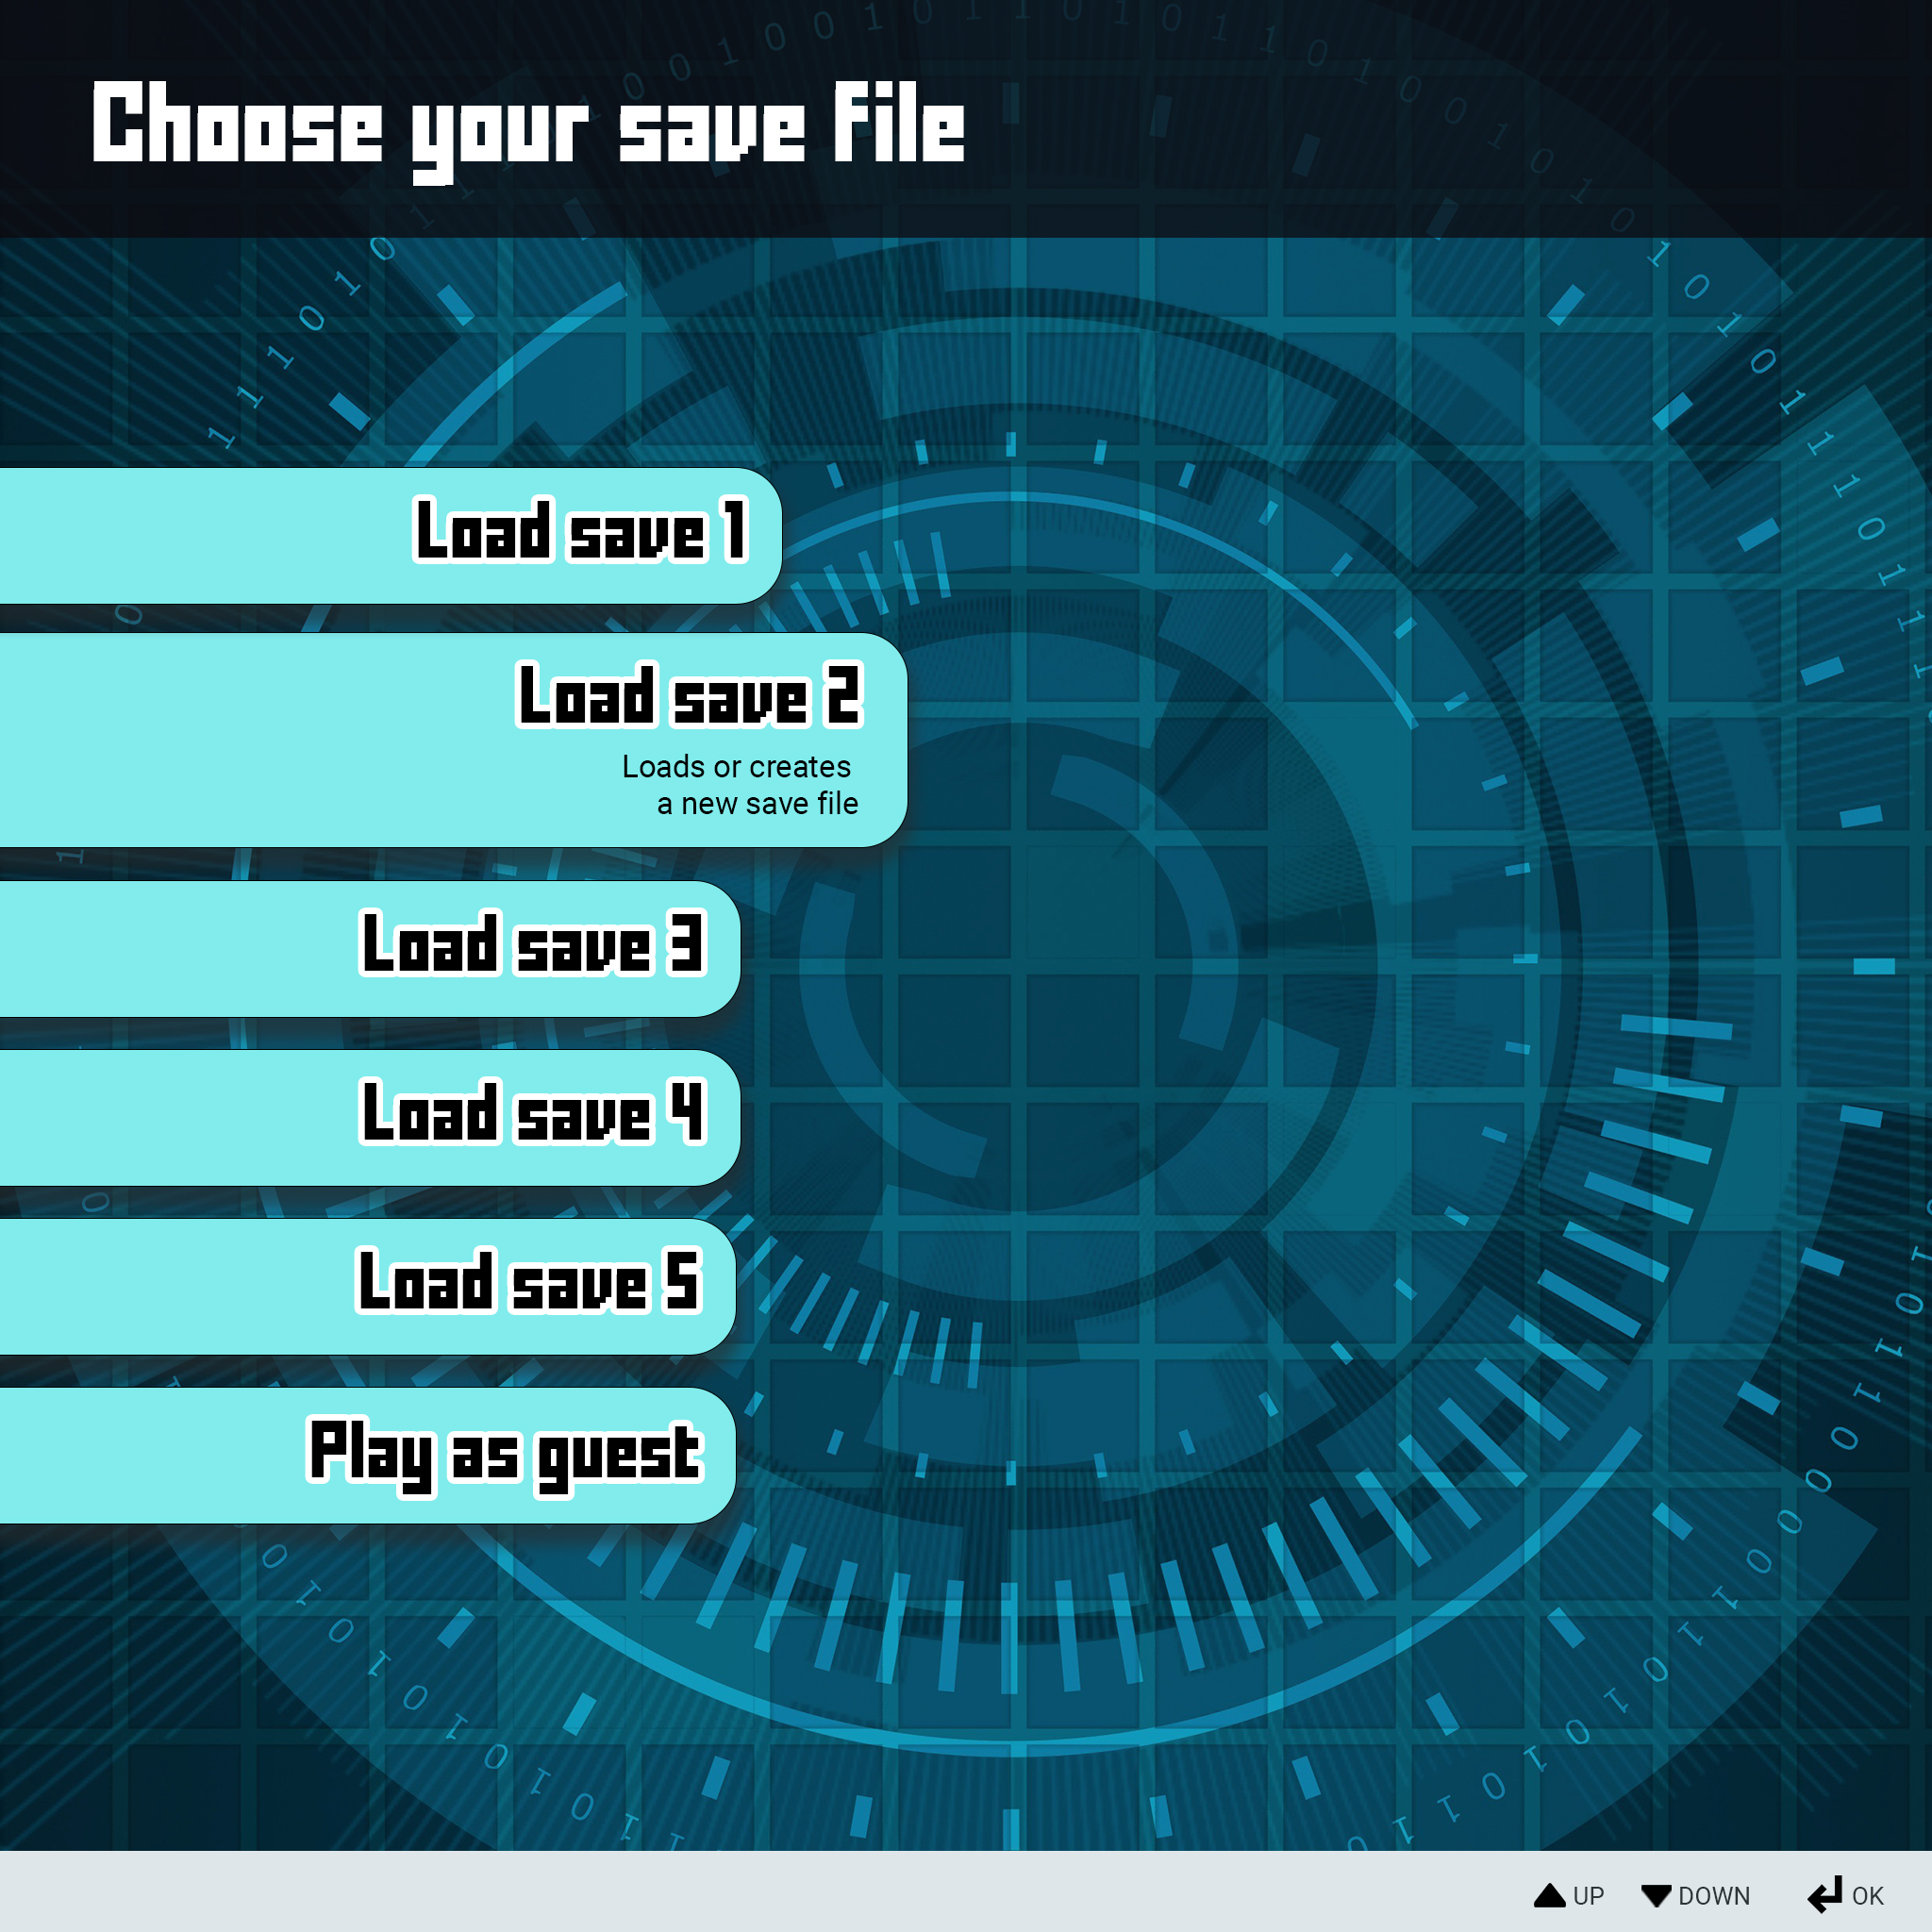 Choose your save file
Load save 1
Load save 2
Loads or creates
a new save file
Load save 3
Load save 4
Load save 5
Play as guest
UP DOWN OK